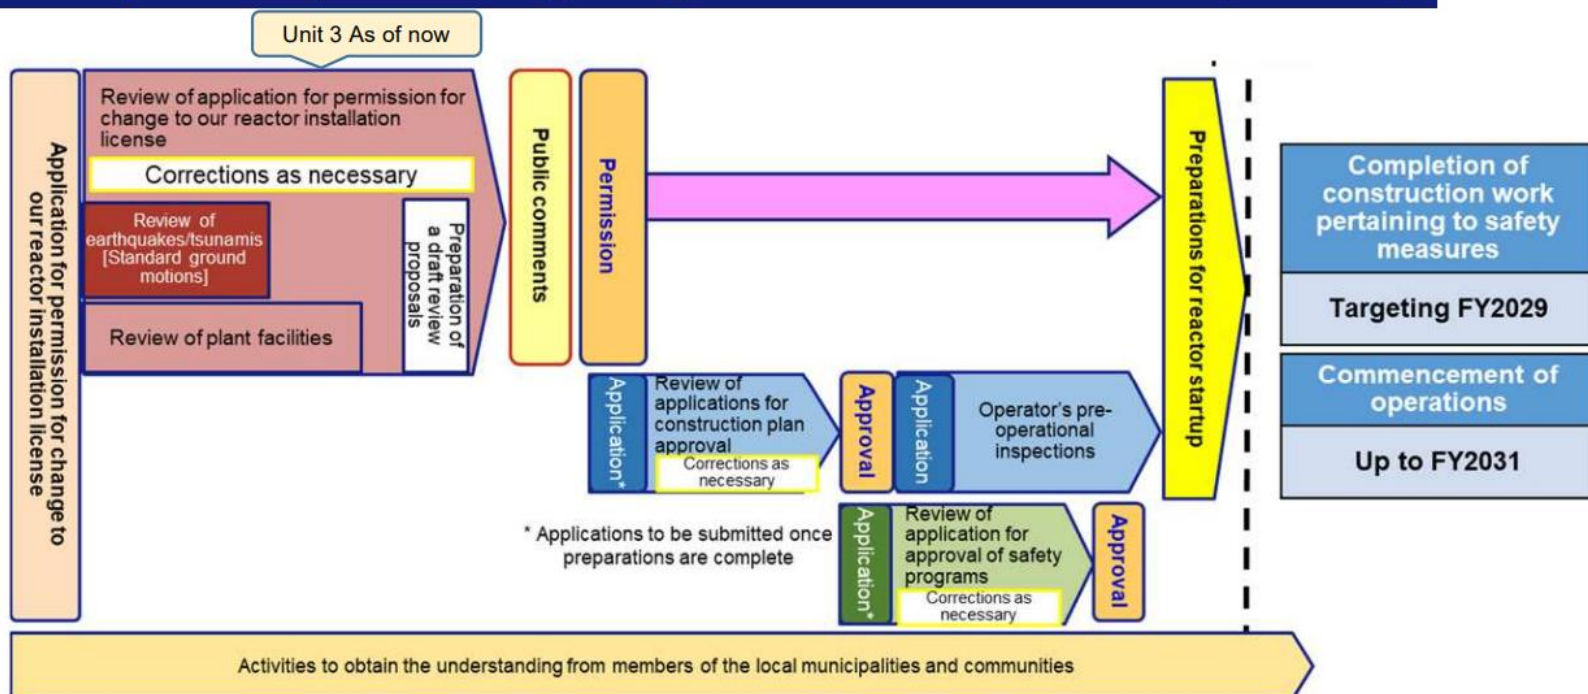 Unit 3 As of now
Application for permission for change to
our reactor installation license
Review of application for permission for
change to our reactor installation
license
Corrections as necessary
Review of
earthquakes/tsunamis
[Standard ground
motions]
Review of plant facilities
Preparation of
a draft review
proposals
Public comments
Permission
Application*
Review of
applications for
construction plan
approval
Corrections as
necessary
Approval
Application
Operator's pre-
operational
inspections
* Applications to be submitted once
preparations are complete
Application*
Review of
application for
approval of safety
programs
Corrections as
necessary
Approval
Preparations for reactor startup
Completion of
construction work
pertaining to safety
measures
Targeting FY2029
Commencement of
operations
Up to FY2031
Activities to obtain the understanding from members of the local municipalities and communities